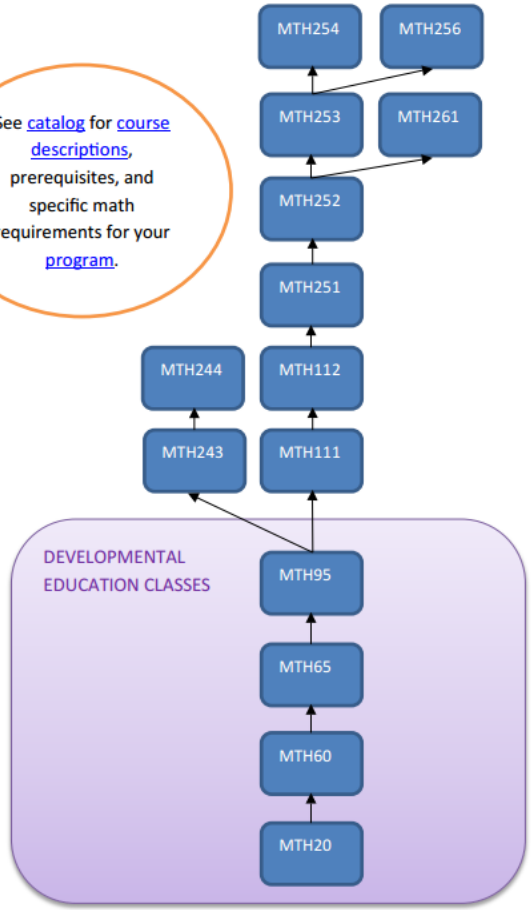 MTH254 MTH256
See catalog for course
descriptions,
prerequisites, and
specific math
requirements for your
program.
MTH253 MTH261
MTH252
MTH251
MTH244 MTH112
MTH243 MTH111
DEVELOPMENTAL
EDUCATION CLASSES
MTH95
MTH65
MTH60
MTH20